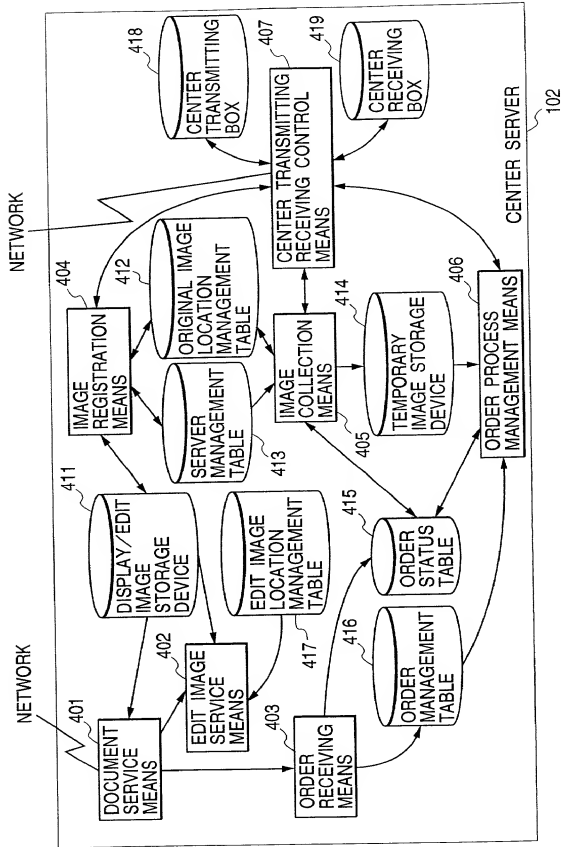 NETWORK
401
DOCUMENT
SERVICE
MEANS
411
DISPLAY/EDIT
IMAGE
STORAGE
DEVICE
404
IMAGE
REGISTRATION
MEANS
NETWORK
418
CENTER
TRANSMITTING
BOX
402
EDIT IMAGE
SERVICE
MEANS
413
SERVER
MANAGEMENT
TABLE
412
ORIGINAL IMAGE
LOCATION
MANAGEMENT
TABLE
407
CENTER TRANSMITTING
RECEIVING CONTROL
MEANS
419
CENTER
RECEIVING
BOX
403
ORDER
RECEIVING
MEANS
417
EDIT IMAGE
LOCATION
MANAGEMENT
TABLE
405
IMAGE
COLLECTION
MEANS
416
ORDER
MANAGEMENT
TABLE
415
ORDER
STATUS
TABLE
414
TEMPORARY
IMAGE STORAGE
DEVICE
406
ORDER PROCESS
MANAGEMENT MEANS
CENTER SERVER
102